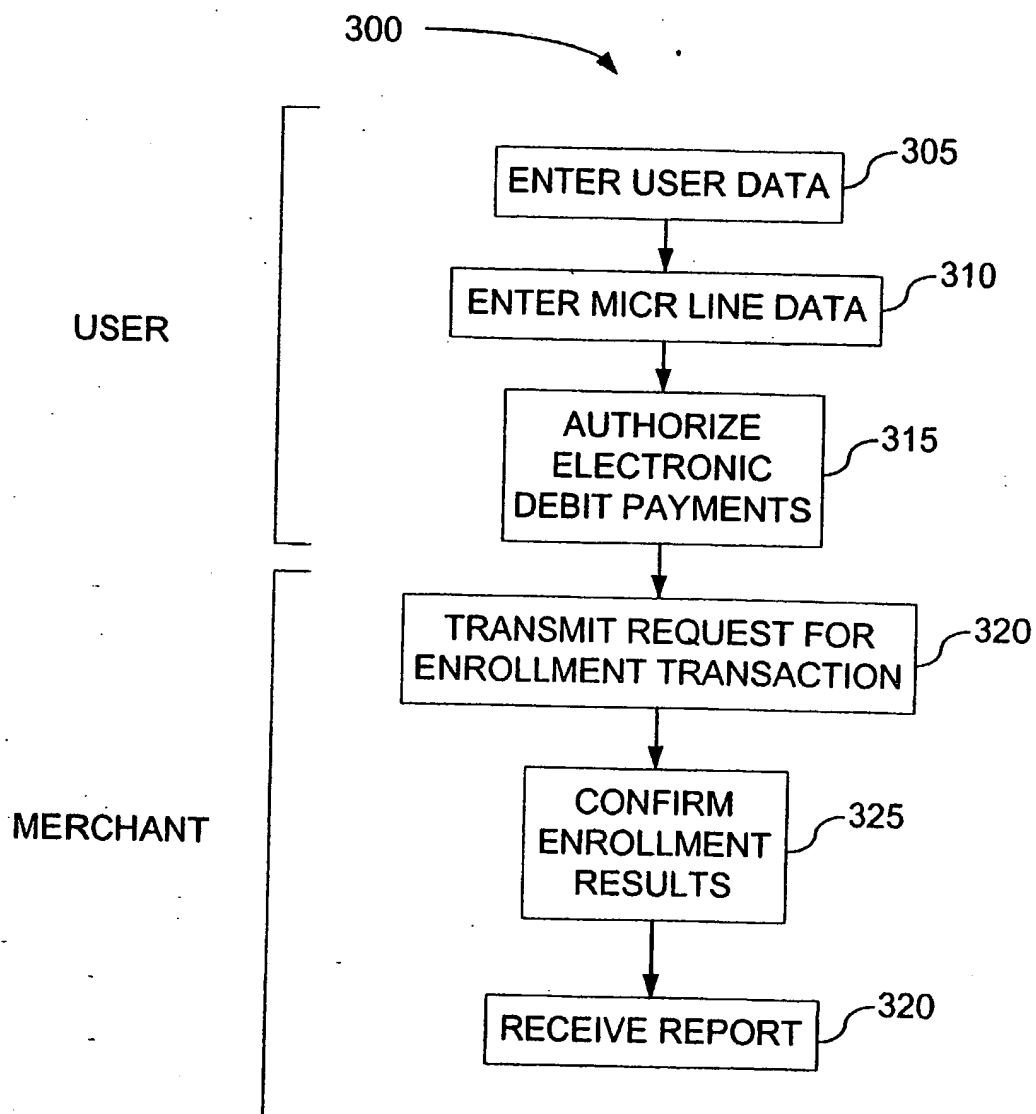 300
305
ENTER USER DATA
310
ENTER MICR LINE DATA
USER
AUTHORIZE
ELECTRONIC
DEBIT PAYMENTS
315
TRANSMIT REQUEST FOR
ENROLLMENT TRANSACTION
320
MERCHANT
CONFIRM
ENROLLMENT
RESULTS
325
RECEIVE REPORT
320